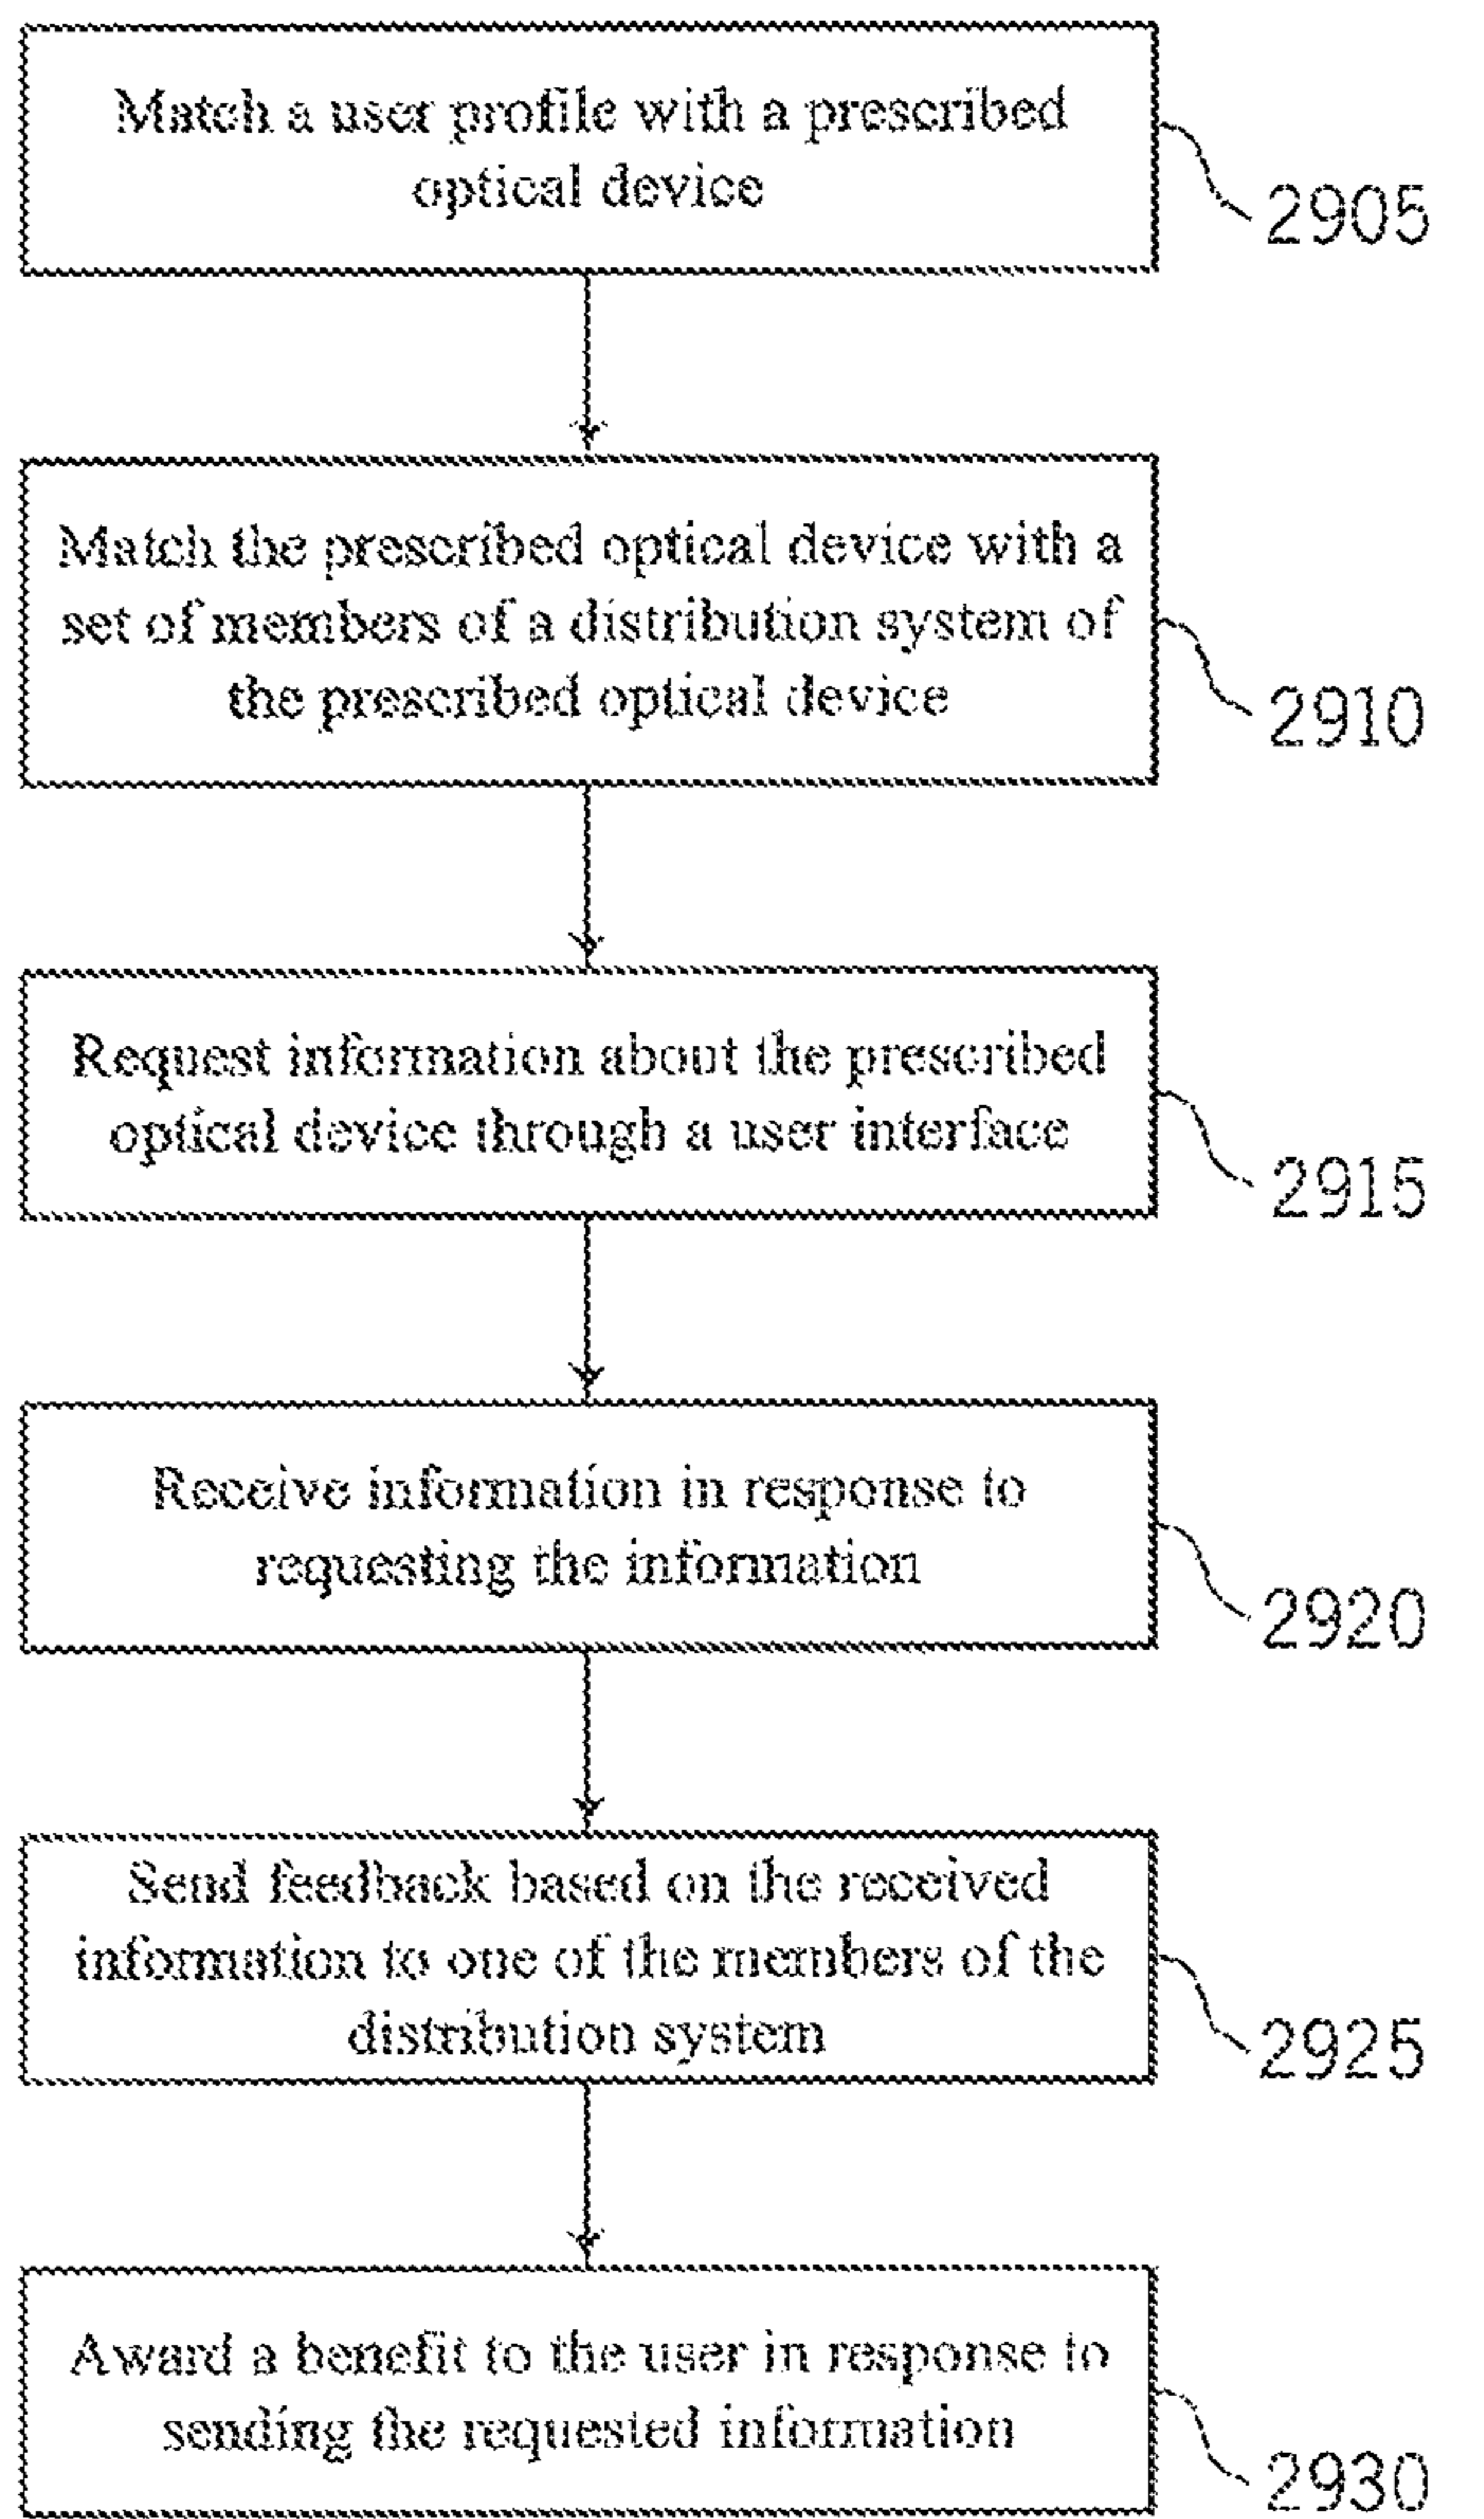 Match a user profile with a prescribed
optical device
2905
Match the prescribed optical device with a
set of members of a distribution system of
the prescribed optical device
2910
Request information about the prescribed
optical device through a user interface
2915
Receive information in response to
requesting the information
2920
Send feedback based on the received
information to one of the members of the
distribution system
2925
Award a benefit to the user in response to
sending the requested information
2930